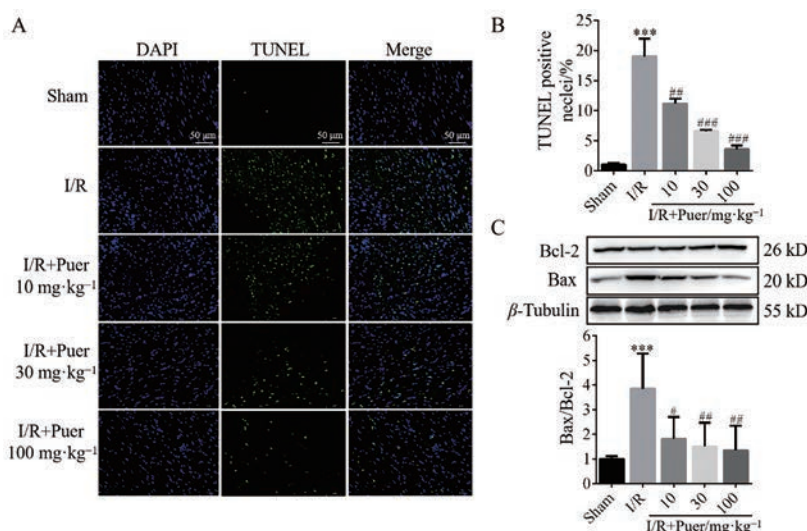 A
DAPI
TUNEL
Merge
Sham
50 μm
50 μm
50 μm
I/R
I/R+Puer
10 mg·kg⁻¹
I/R+Puer
30 mg·kg⁻¹
I/R+Puer
100 mg·kg⁻¹
B
TUNEL positive
neclei/%
25
20
15
10
5
0
***
##
###
###
Sham
I/R
10
30
100
I/R+Puer/mg·kg⁻¹
C
Bcl-2
26 kD
Bax
20 kD
β-Tubulin
55 kD
Bax/Bcl-2
6
5
4
3
2
1
0
***
#
##
##
Sham
I/R
10
30
100
I/R+Puer/mg·kg⁻¹